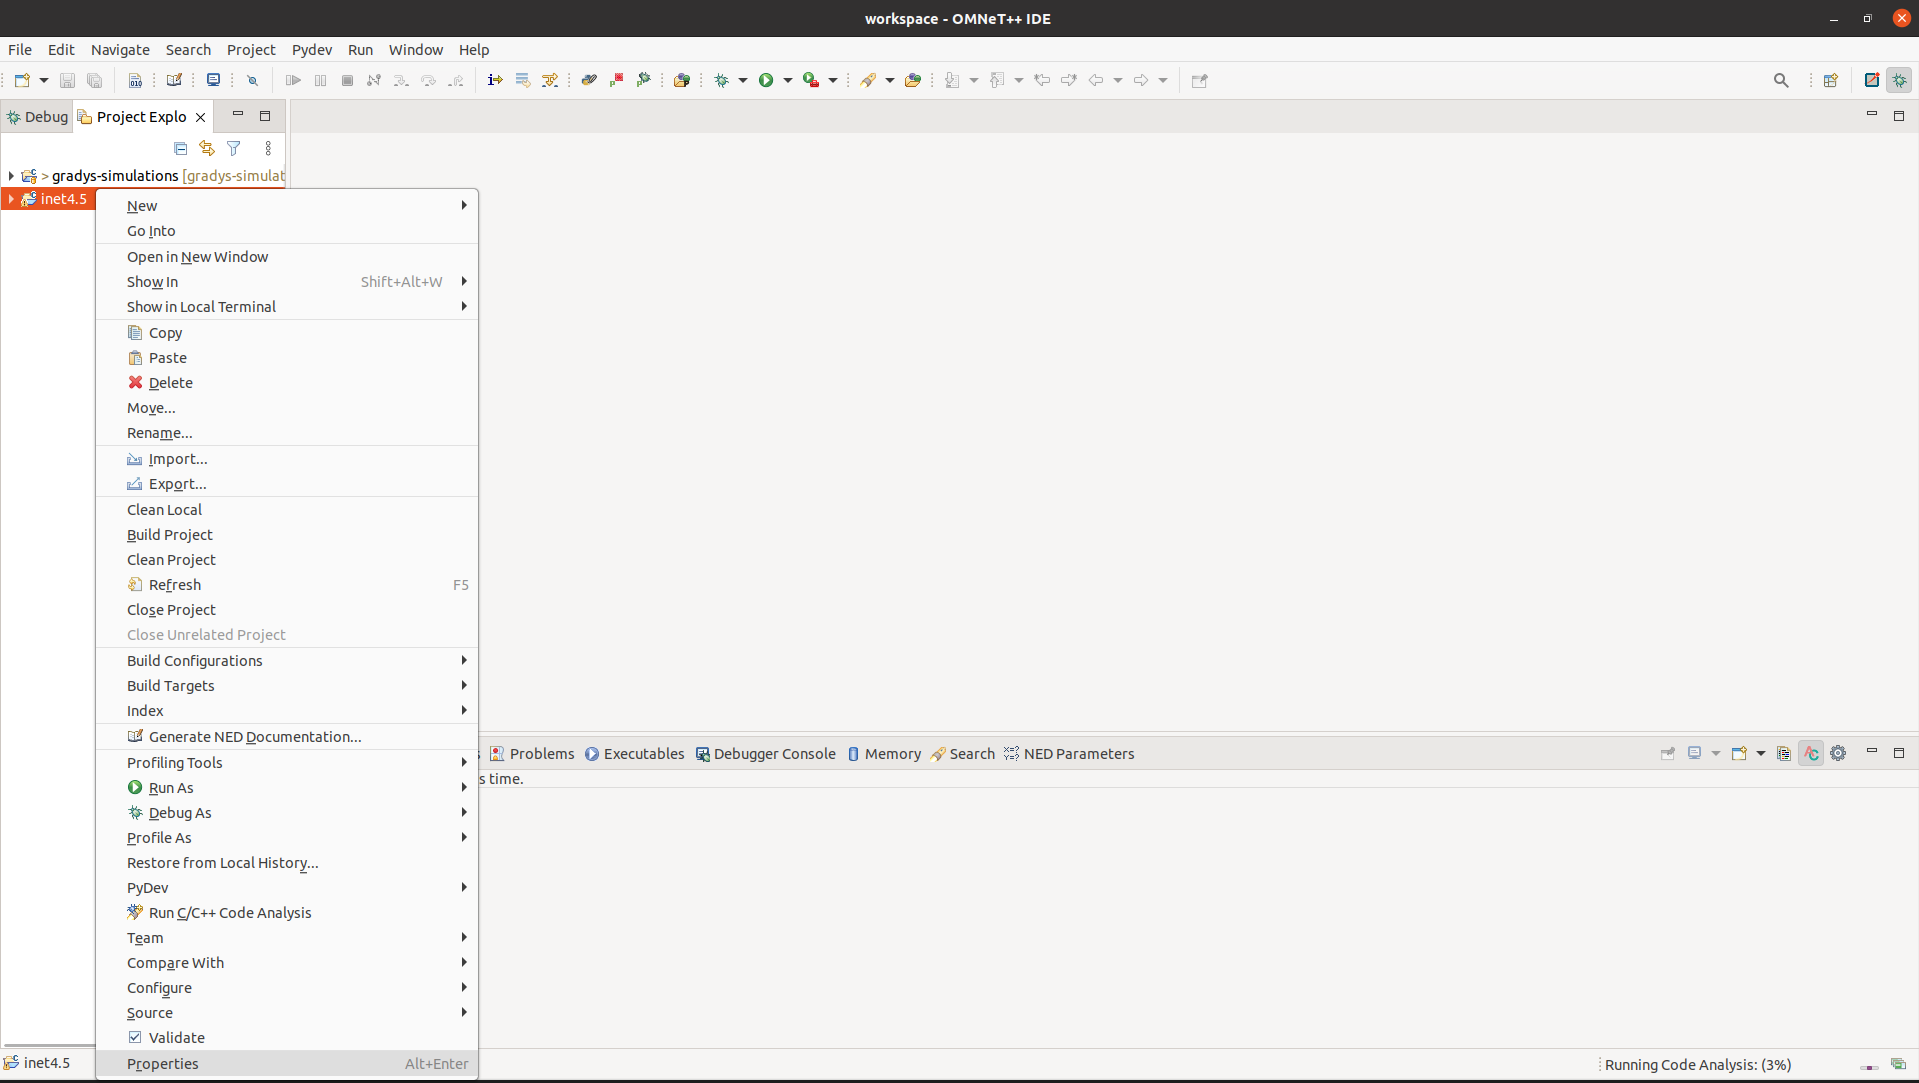 workspace - OMNeT++ IDE
File Edit Navigate Search Project Pydev Run Window Help
Debug Project Explo
> gradys-simulations [gradys-simulat
inet4.5
New
Go Into
Open in New Window
Show In Shift+Alt+W
Show in Local Terminal
Copy
Paste
Delete
Move...
Rename...
Import...
Export...
Clean Local
Build Project
Clean Project
Refresh F5
Close Project
Close Unrelated Project
Build Configurations
Build Targets
Index
Generate NED Documentation...
Profiling Tools
Run As
Debug As
Profile As
Restore from Local History...
PyDev
Run C/C++ Code Analysis
Team
Compare With
Configure
Source
Validate
Properties Alt+Enter
Problems Executables Debugger Console Memory Search NED Parameters
s time.
inet4.5
Running Code Analysis: (3%)